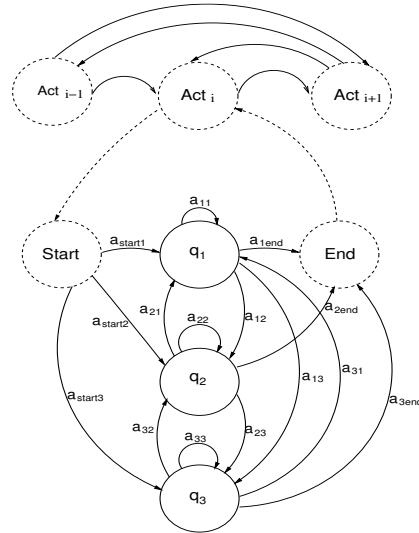 Act i−1
Act i
Act i+1
a11
Start
astart1
q1
a1end
End
a21
a22
a12
a2end
astart2
q2
a13
a31
astart3
a32
a33
a23
a3end
q3